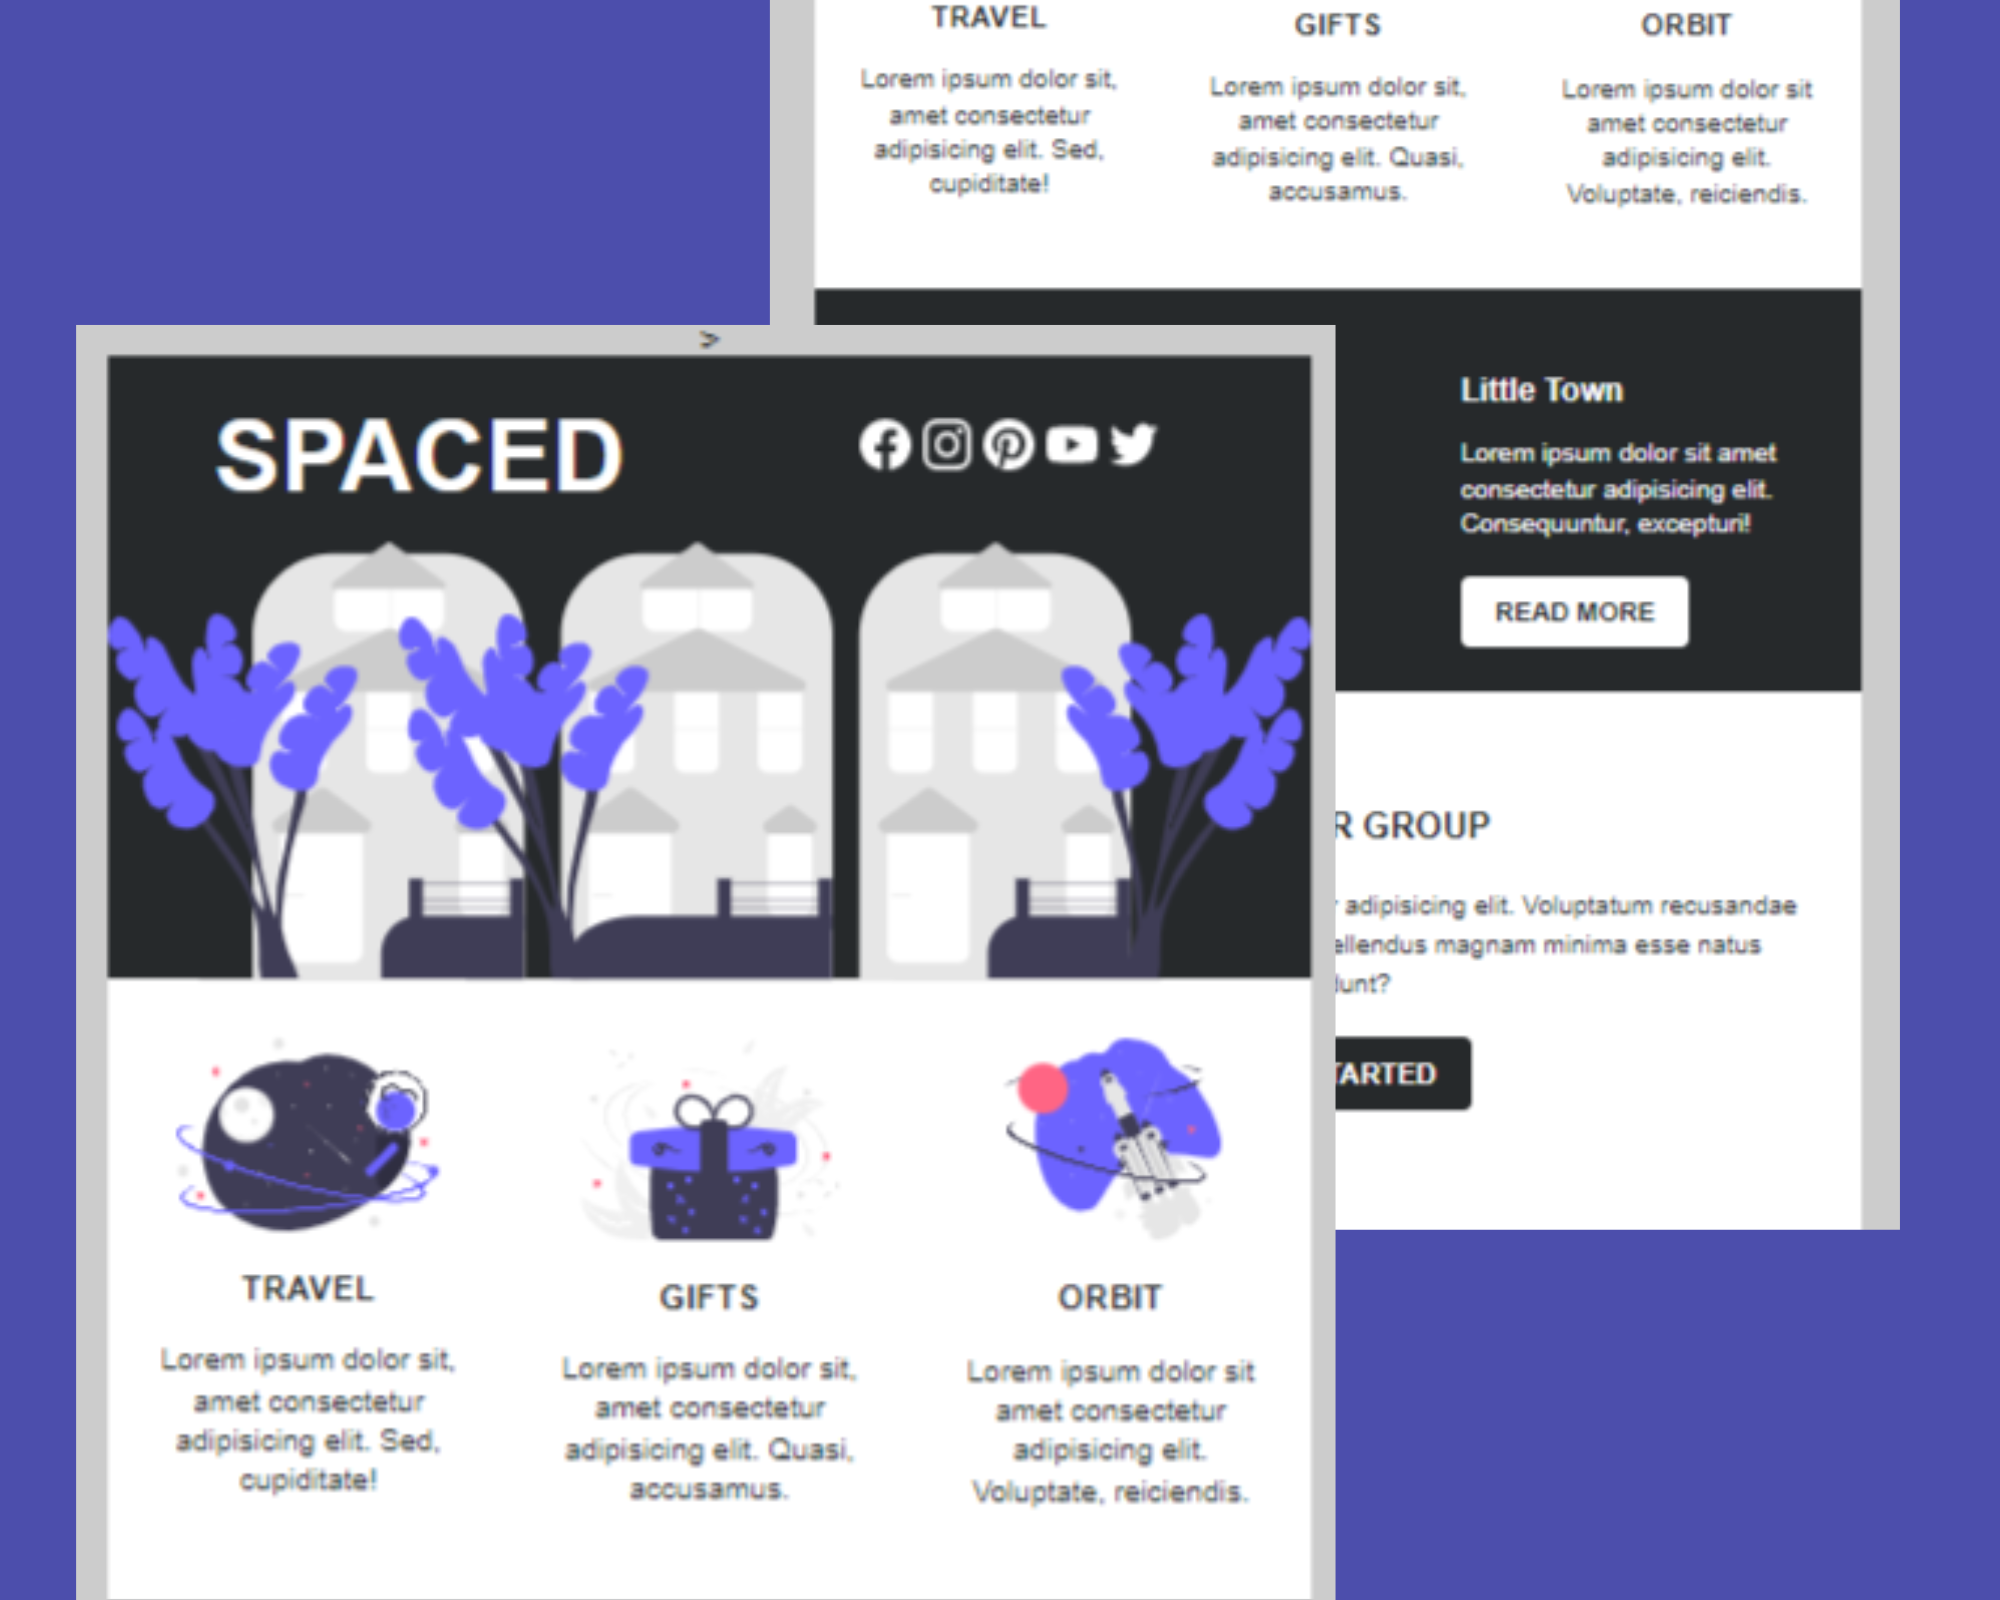 TRAVEL
Lorem ipsum dolor sit,
amet consectetur
adipisicing elit. Sed,
cupiditate!
GIFTS
Lorem ipsum dolor sit,
amet consectetur
adipisicing elit. Quasi,
accusamus.
ORBIT
Lorem ipsum dolor sit
amet consectetur
adipisicing elit.
Voluptate, reiciendis.
Little Town
Lorem ipsum dolor sit amet
consectetur adipisicing elit.
Consequuntur, excepturi!
READ MORE
R GROUP
adipisicing elit. Voluptatum recusandae
ellendus magnam minima esse natus
dunt?
TARTED
>
SPACED
TRAVEL
Lorem ipsum dolor sit,
amet consectetur
adipisicing elit. Sed,
cupiditate!
GIFTS
Lorem ipsum dolor sit,
amet consectetur
adipisicing elit. Quasi,
accusamus.
ORBIT
Lorem ipsum dolor sit
amet consectetur
adipisicing elit.
Voluptate, reiciendis.